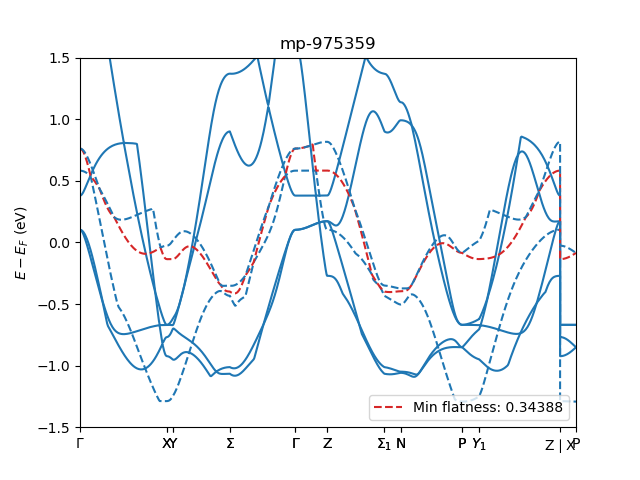 mp-975359
E − E_F (eV)
1.5
1.0
0.5
0.0
−0.5
−1.0
−1.5
Min flatness: 0.34388
Γ X Y Σ Γ Z Σ₁ N P Y₁ Z | X P